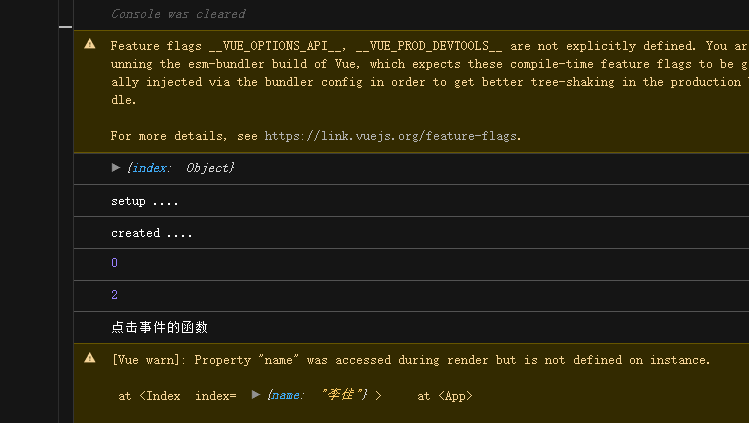 Console was cleared
Feature flags __VUE_OPTIONS_API__, __VUE_PROD_DEVTOOLS__ are not explicitly defined. You ar
unning the esm-bundler build of Vue, which expects these compile-time feature flags to be g
ally injected via the bundler config in order to get better tree-shaking in the production
dle.
For more details, see https://link.vuejs.org/feature-flags.
▶ {index: Object}
setup ....
created ....
0
2
点击事件的函数
[Vue warn]: Property "name" was accessed during render but is not defined on instance.
at <Index index= ▶ {name: "李佳"} > at <App>